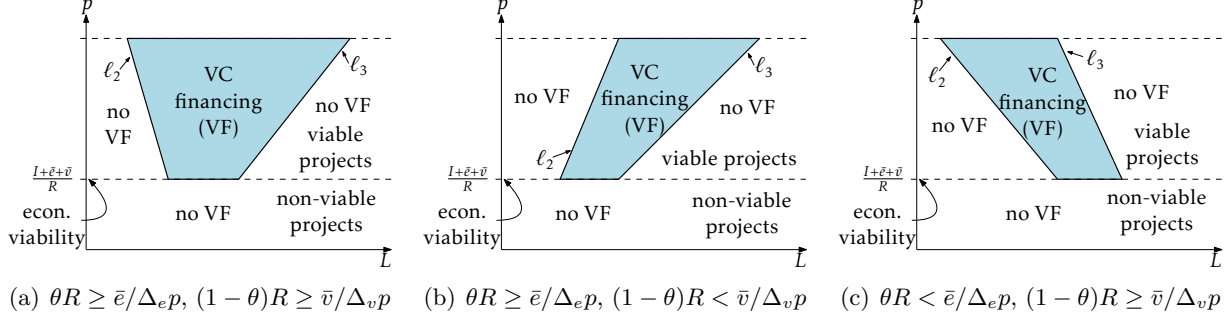 p
ℓ₂
VC
financing
(VF)
ℓ₃
no
VF
no VF
viable
projects
I+ē+v̄
R
no VF
non-viable
projects
econ.
viability
L
(a) θR ≥ ē/Δₑp, (1 − θ)R ≥ v̄/Δᵥp
p
VC
financing
(VF)
ℓ₃
no VF
no VF
ℓ₂
viable projects
I+ē+v̄
R
no VF
non-viable
projects
econ.
viability
L
(b) θR ≥ ē/Δₑp, (1 − θ)R < v̄/Δᵥp
p
ℓ₂
VC
financing
(VF)
ℓ₃
no VF
no VF
viable
projects
I+ē+v̄
R
no VF
non-viable
projects
econ.
viability
L
(c) θR < ē/Δₑp, (1 − θ)R ≥ v̄/Δᵥp